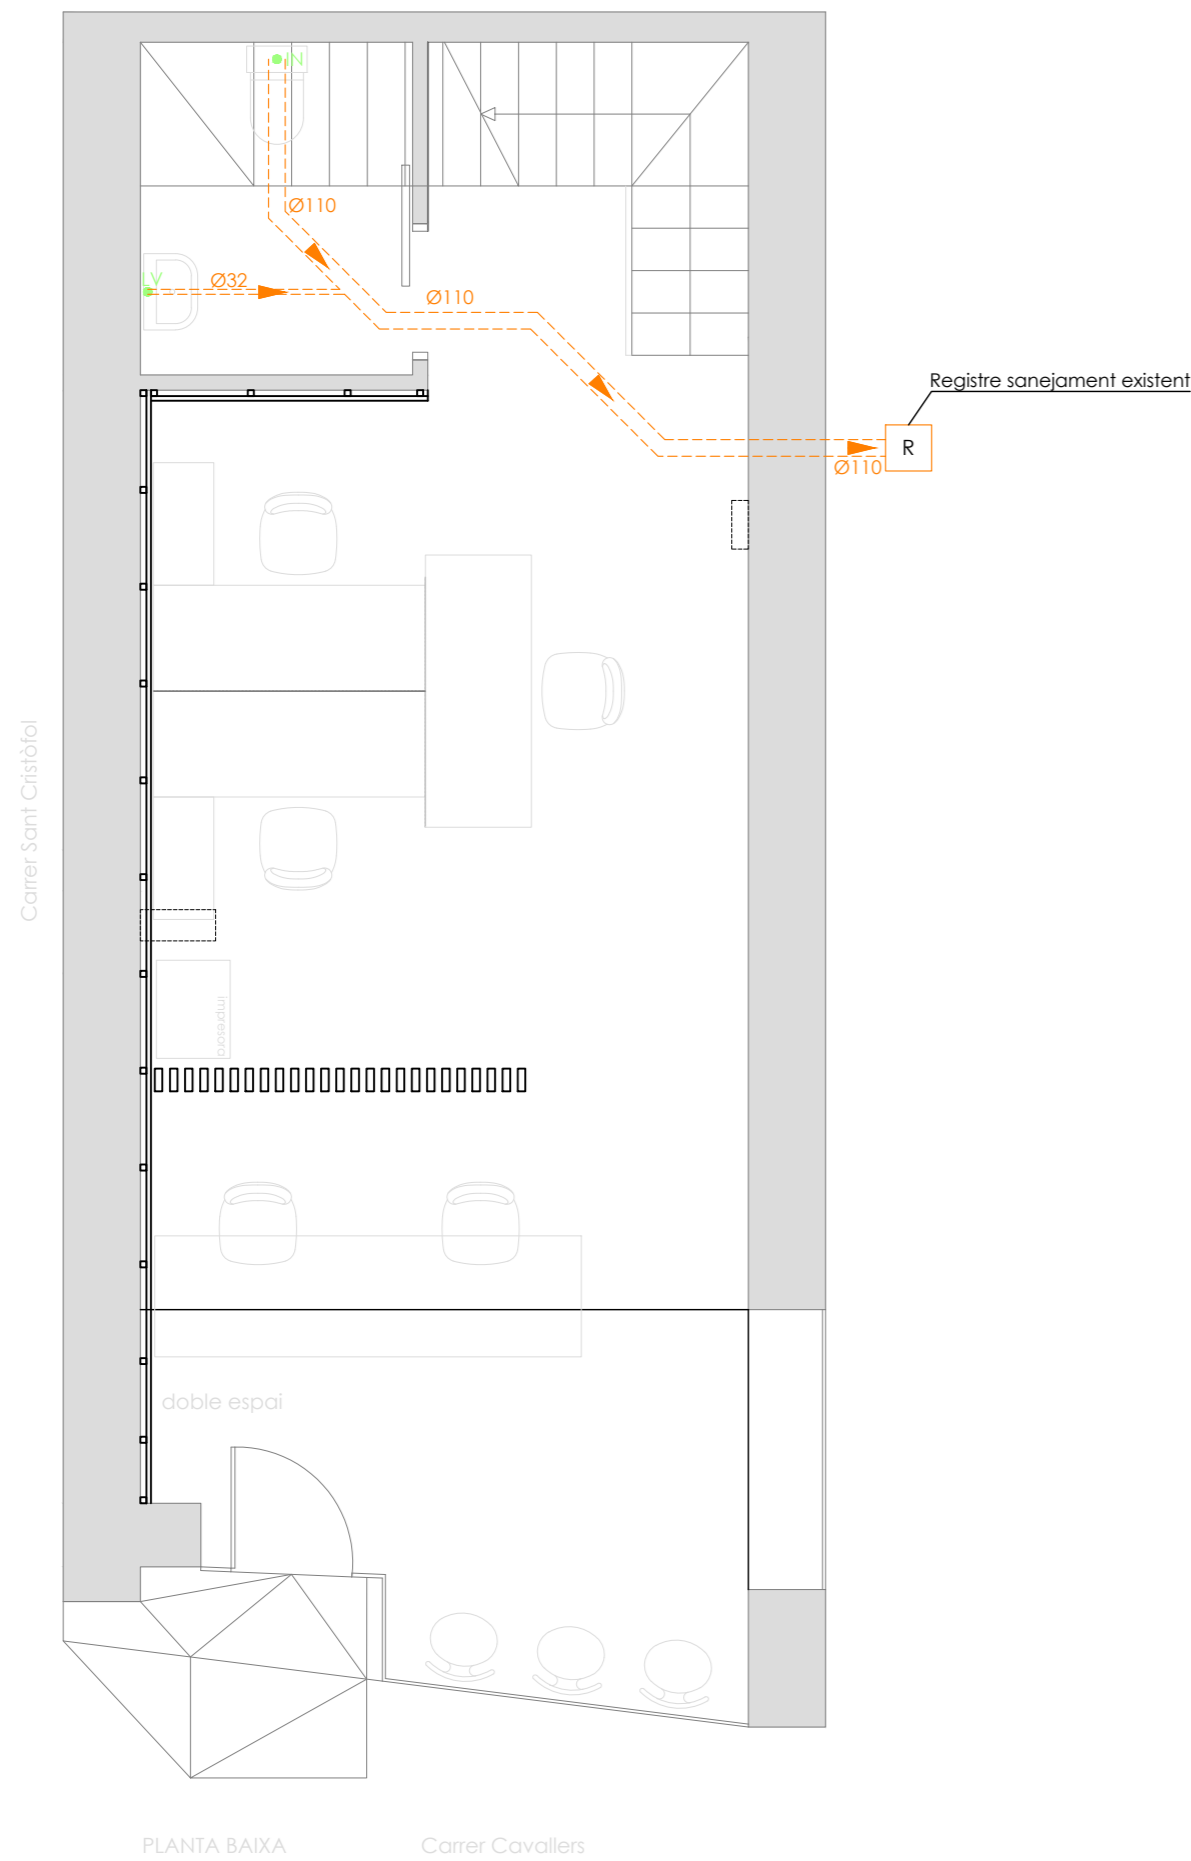 IN
Ø110
LV
Ø32
Ø110
Registre sanejament existent
R
Ø110
Carrer Sant Cristòfol
impresora
doble espai
PLANTA BAIXA
Carrer Cavallers